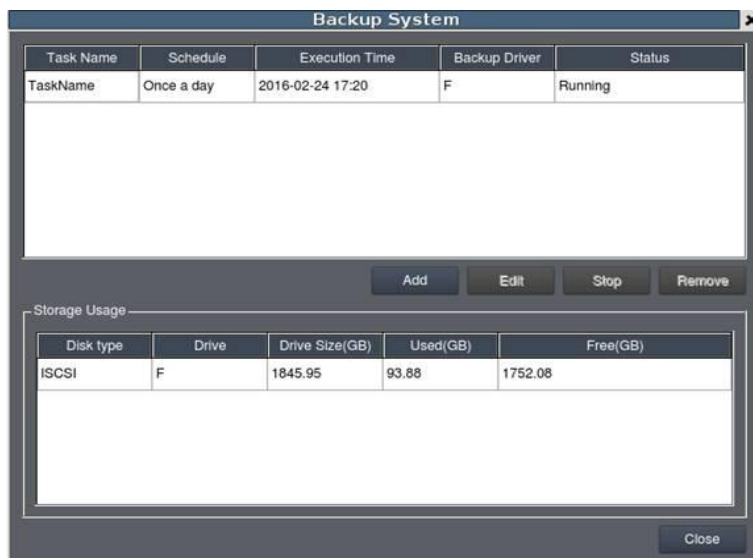 Backup System
Task Name Schedule Execution Time Backup Driver Status
TaskName Once a day 2016-02-24 17:20 F Running
Add Edit Stop Remove
Storage Usage
Disk type Drive Drive Size(GB) Used(GB) Free(GB)
ISCSI F 1845.95 93.88 1752.08
Close